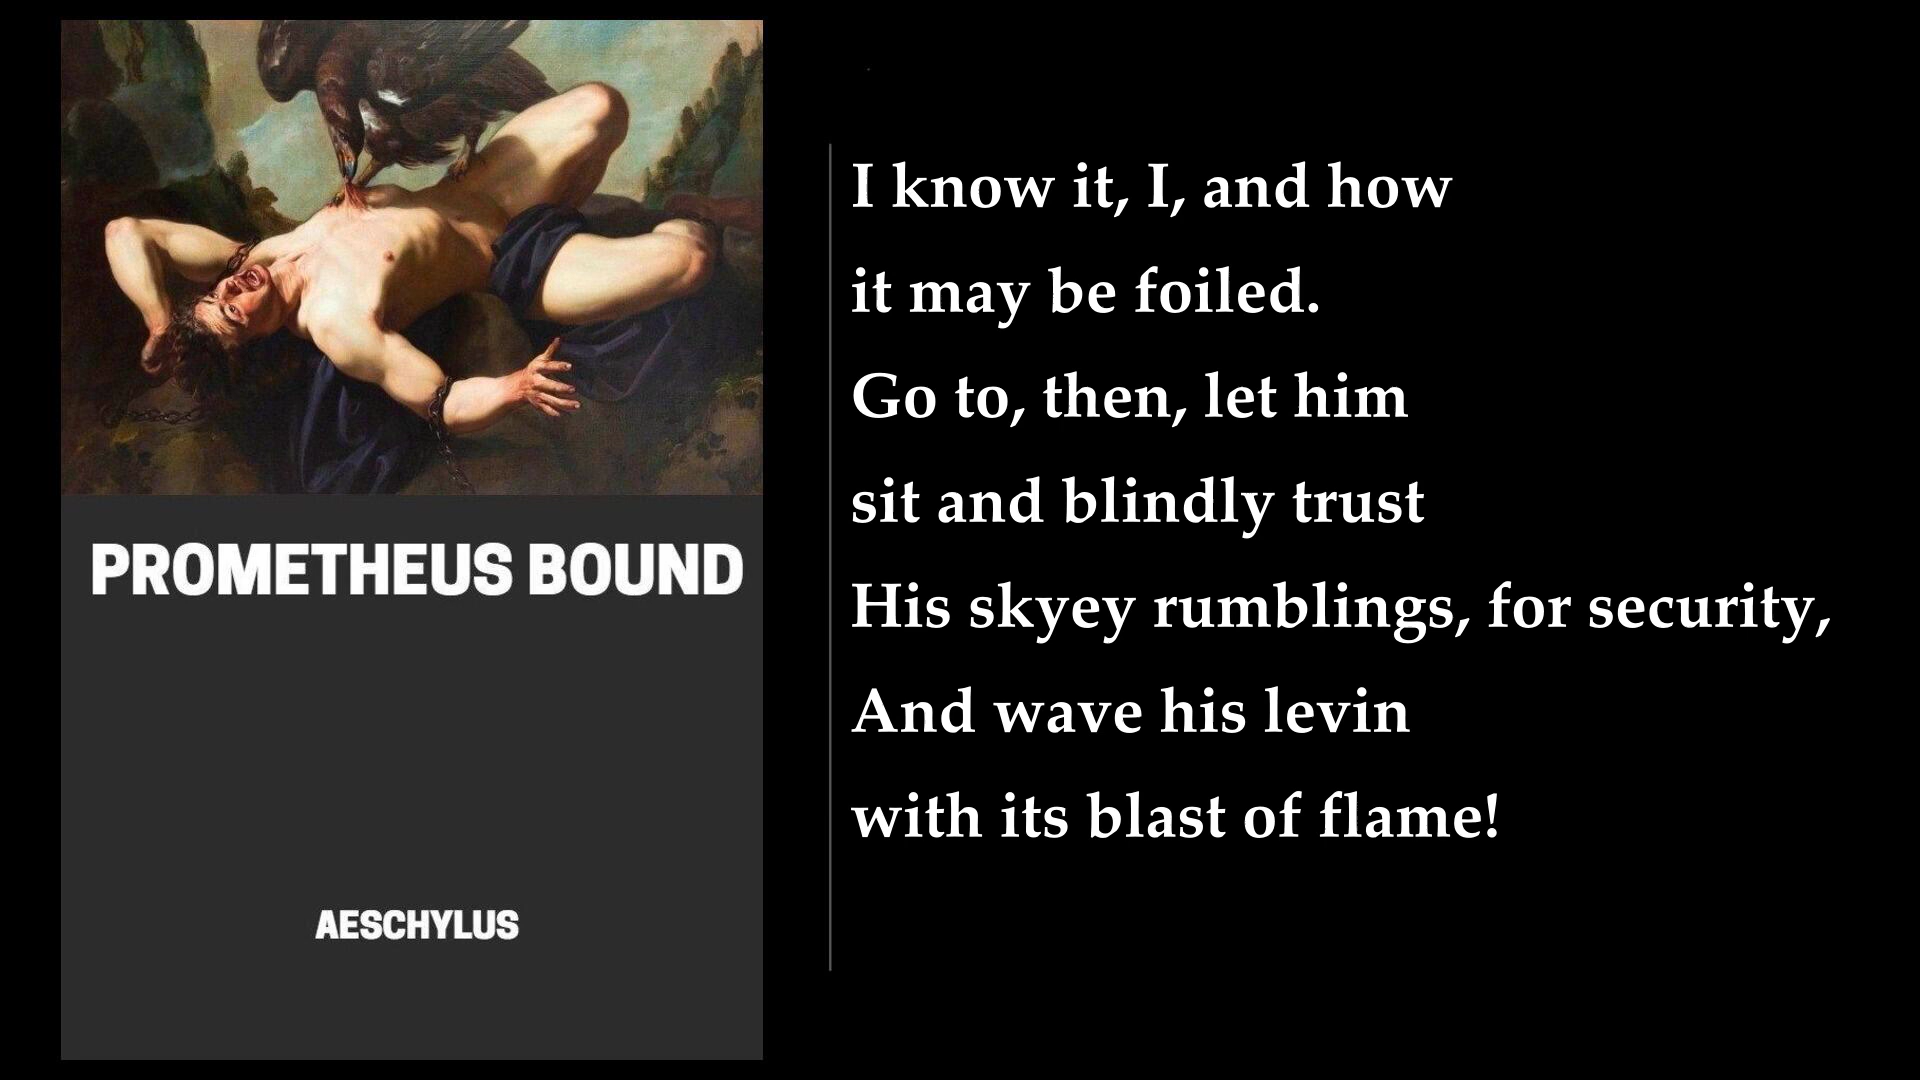 PROMETHEUS BOUND
AESCHYLUS
I know it, I, and how
it may be foiled.
Go to, then, let him
sit and blindly trust
His skyey rumblings, for security,
And wave his levin
with its blast of flame!